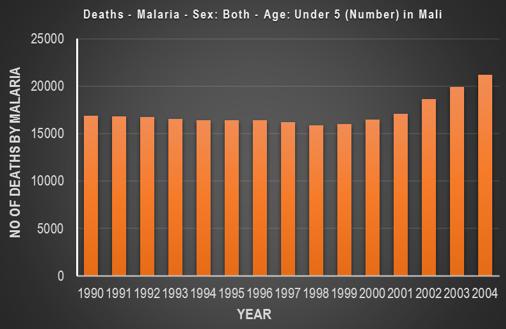 Deaths - Malaria - Sex: Both - Age: Under 5 (Number) in Mali
NO OF DEATHS BY MALARIA
25000
20000
15000
10000
5000
0
1990 1991 1992 1993 1994 1995 1996 1997 1998 1999 2000 2001 2002 2003 2004
YEAR